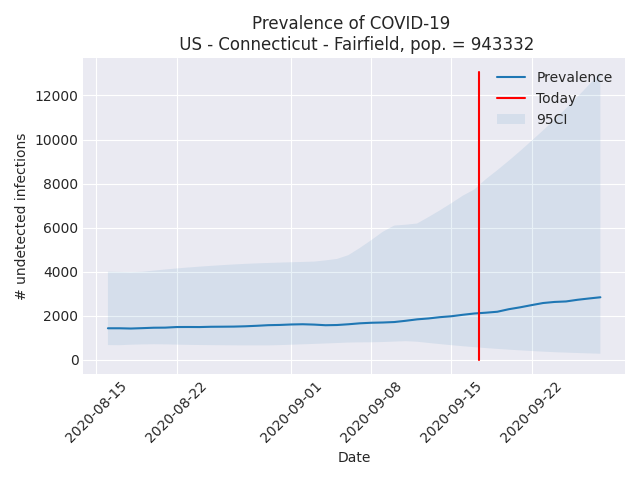 Prevalence of COVID-19
US - Connecticut - Fairfield, pop. = 943332
Prevalence
Today
95CI
# undetected infections
12000
10000
8000
6000
4000
2000
0
2020-08-15
2020-08-22
2020-09-01
2020-09-08
2020-09-15
2020-09-22
Date